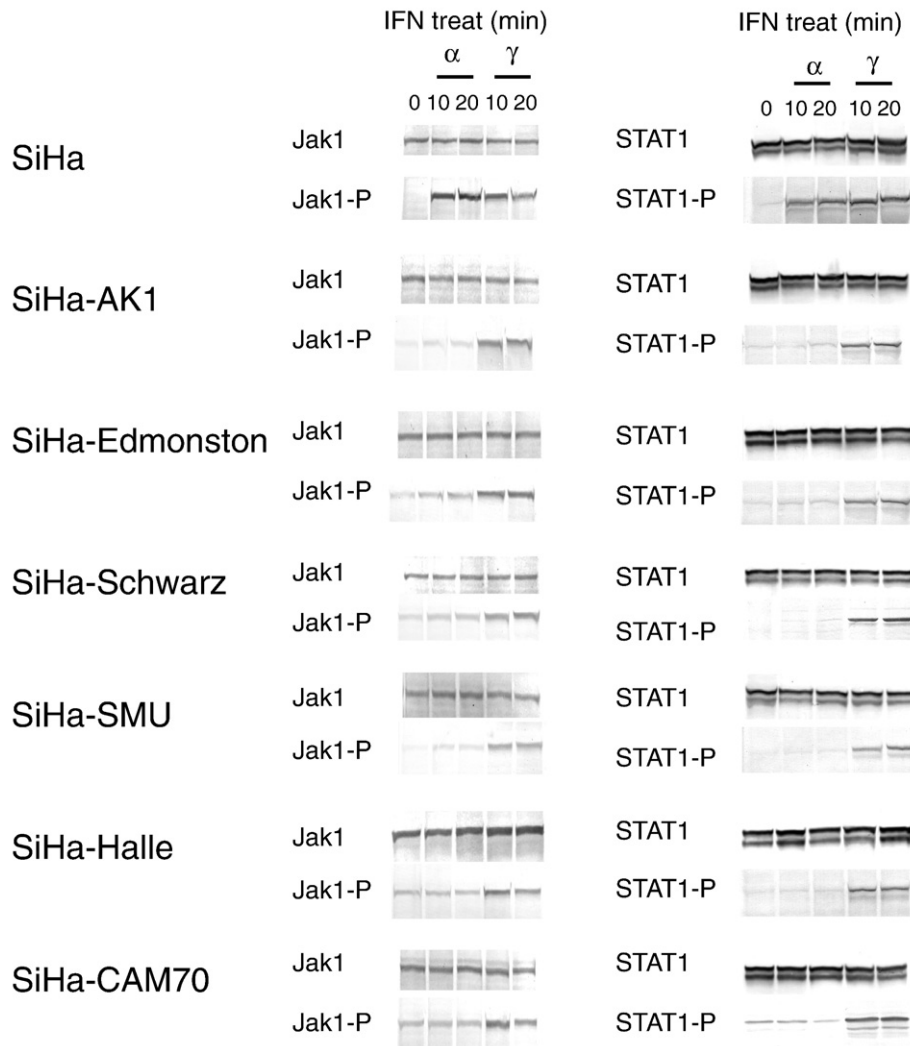 IFN treat (min) IFN treat (min)
α γ α γ
0 10 20 10 20 0 10 20 10 20
SiHa Jak1 STAT1
Jak1-P STAT1-P
SiHa-AK1 Jak1 STAT1
Jak1-P STAT1-P
SiHa-Edmonston Jak1 STAT1
Jak1-P STAT1-P
SiHa-Schwarz Jak1 STAT1
Jak1-P STAT1-P
SiHa-SMU Jak1 STAT1
Jak1-P STAT1-P
SiHa-Halle Jak1 STAT1
Jak1-P STAT1-P
SiHa-CAM70 Jak1 STAT1
Jak1-P STAT1-P